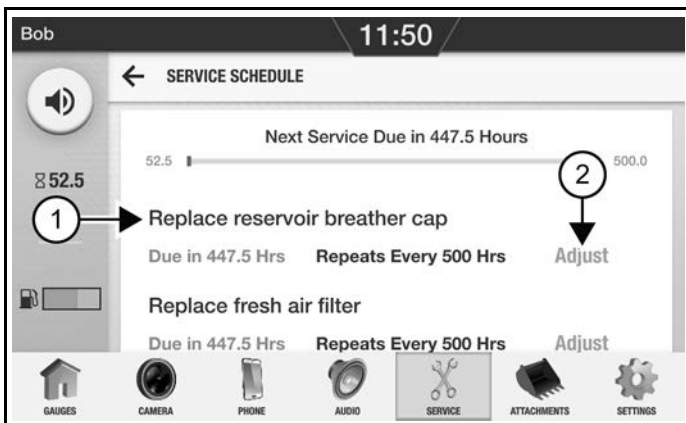 Bob
11:50
SERVICE SCHEDULE
Next Service Due in 447.5 Hours
52.5 500.0
52.5
1 Replace reservoir breather cap
2
Due in 447.5 Hrs Repeats Every 500 Hrs Adjust
Replace fresh air filter
Due in 447.5 Hrs Repeats Every 500 Hrs Adjust
GAUGES CAMERA PHONE AUDIO SERVICE ATTACHMENTS SETTINGS